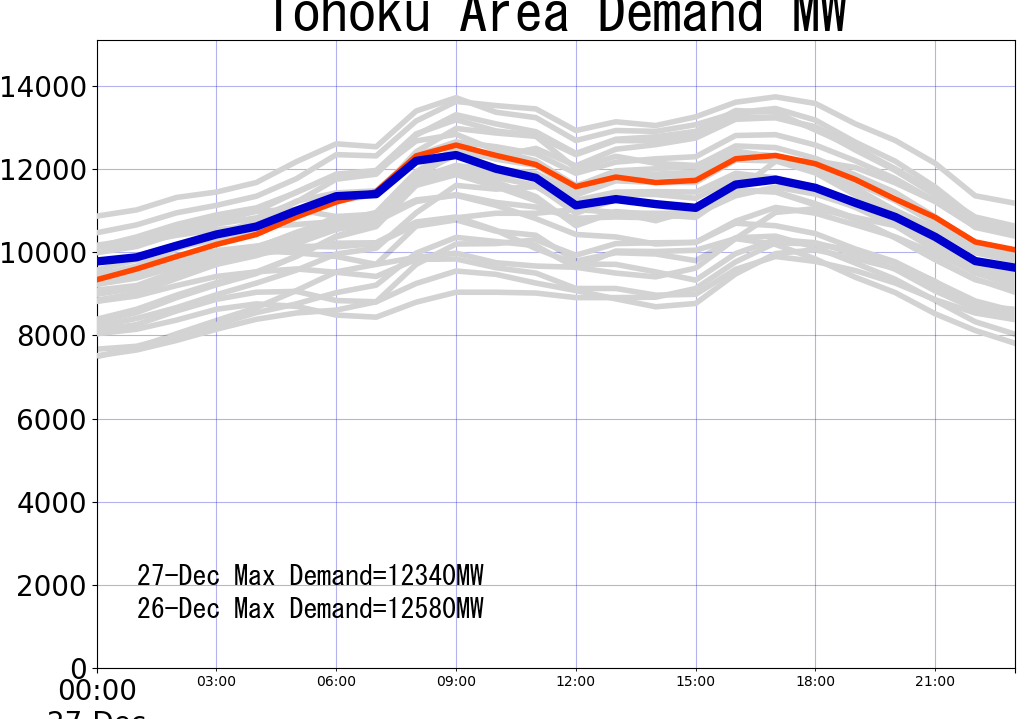 Tohoku Area Demand MW
14000
12000
10000
8000
6000
4000
2000
0
27-Dec Max Demand=12340MW
26-Dec Max Demand=12580MW
00:00 03:00 06:00 09:00 12:00 15:00 18:00 21:00
27-Dec